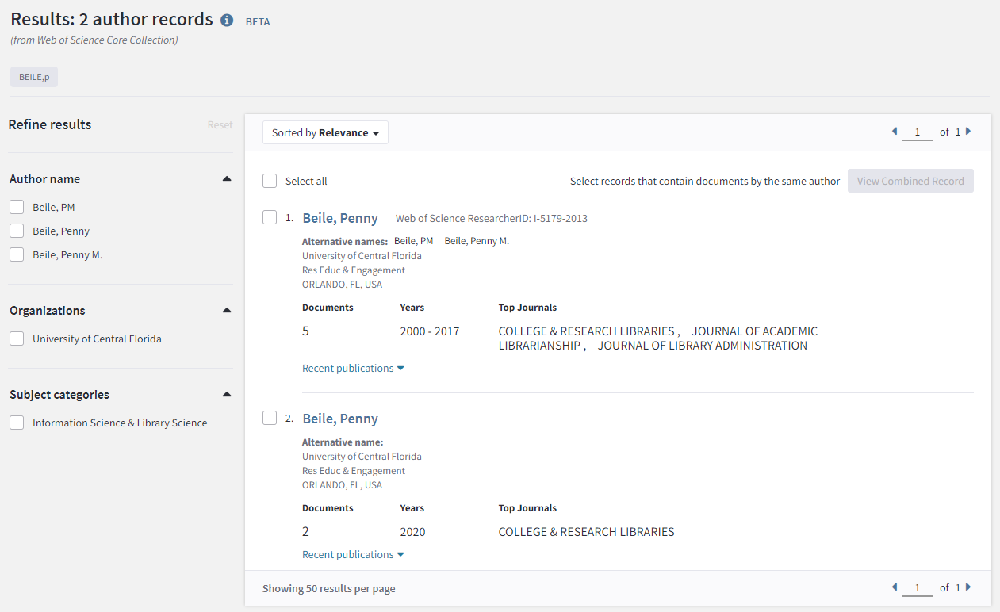 Results: 2 author records BETA
(from Web of Science Core Collection)
BEILE,p
Refine results Reset
Author name
Beile, PM
Beile, Penny
Beile, Penny M.
Organizations
University of Central Florida
Subject categories
Information Science & Library Science
Sorted by Relevance 1 of 1
Select all Select records that contain documents by the same author View Combined Record
1. Beile, Penny Web of Science ResearcherID: I-5179-2013
Alternative names: Beile, PM Beile, Penny M.
University of Central Florida
Res Educ & Engagement
ORLANDO, FL, USA
Documents Years Top Journals
5 2000 - 2017 COLLEGE & RESEARCH LIBRARIES , JOURNAL OF ACADEMIC
LIBRARIANSHIP , JOURNAL OF LIBRARY ADMINISTRATION
Recent publications
2. Beile, Penny
Alternative name:
University of Central Florida
Res Educ & Engagement
ORLANDO, FL, USA
Documents Years Top Journals
2 2020 COLLEGE & RESEARCH LIBRARIES
Recent publications
Showing 50 results per page 1 of 1